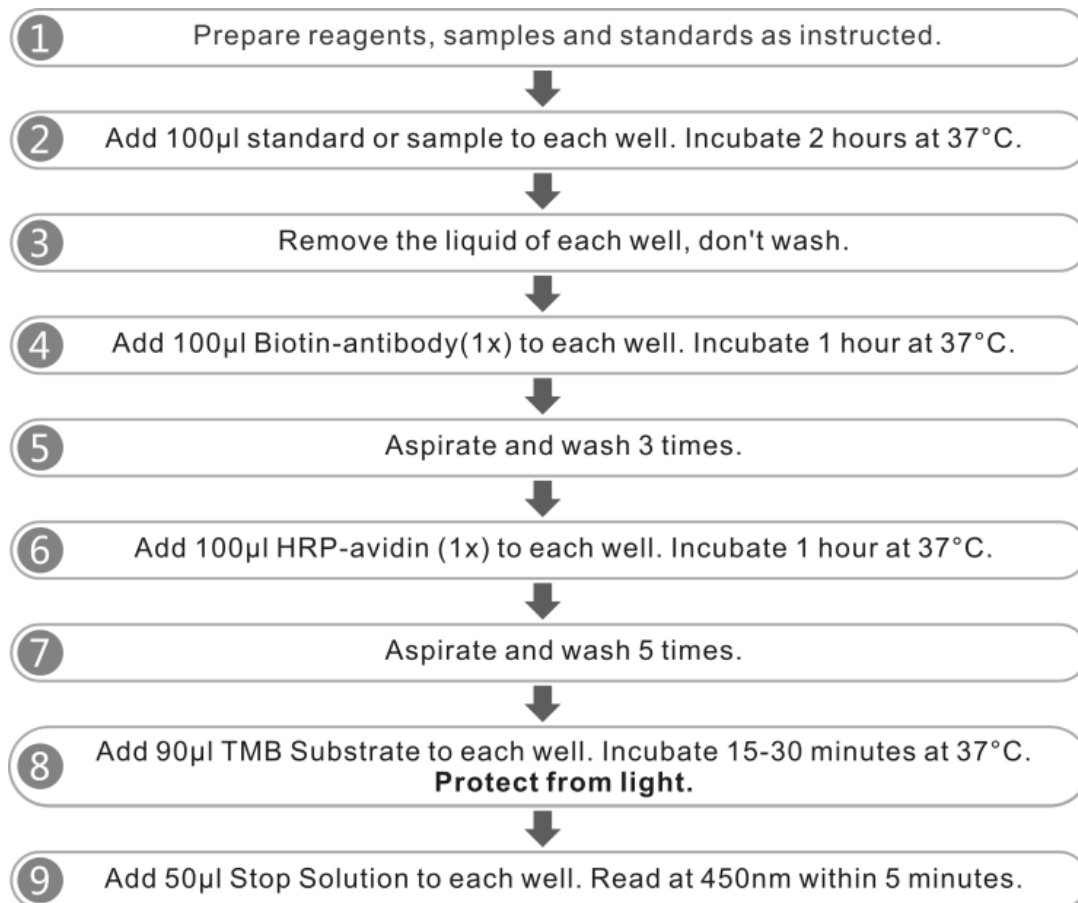 1 Prepare reagents, samples and standards as instructed.
2 Add 100μl standard or sample to each well. Incubate 2 hours at 37°C.
3 Remove the liquid of each well, don't wash.
4 Add 100μl Biotin-antibody(1x) to each well. Incubate 1 hour at 37°C.
5 Aspirate and wash 3 times.
6 Add 100μl HRP-avidin (1x) to each well. Incubate 1 hour at 37°C.
7 Aspirate and wash 5 times.
8 Add 90μl TMB Substrate to each well. Incubate 15-30 minutes at 37°C.
Protect from light.
9 Add 50μl Stop Solution to each well. Read at 450nm within 5 minutes.